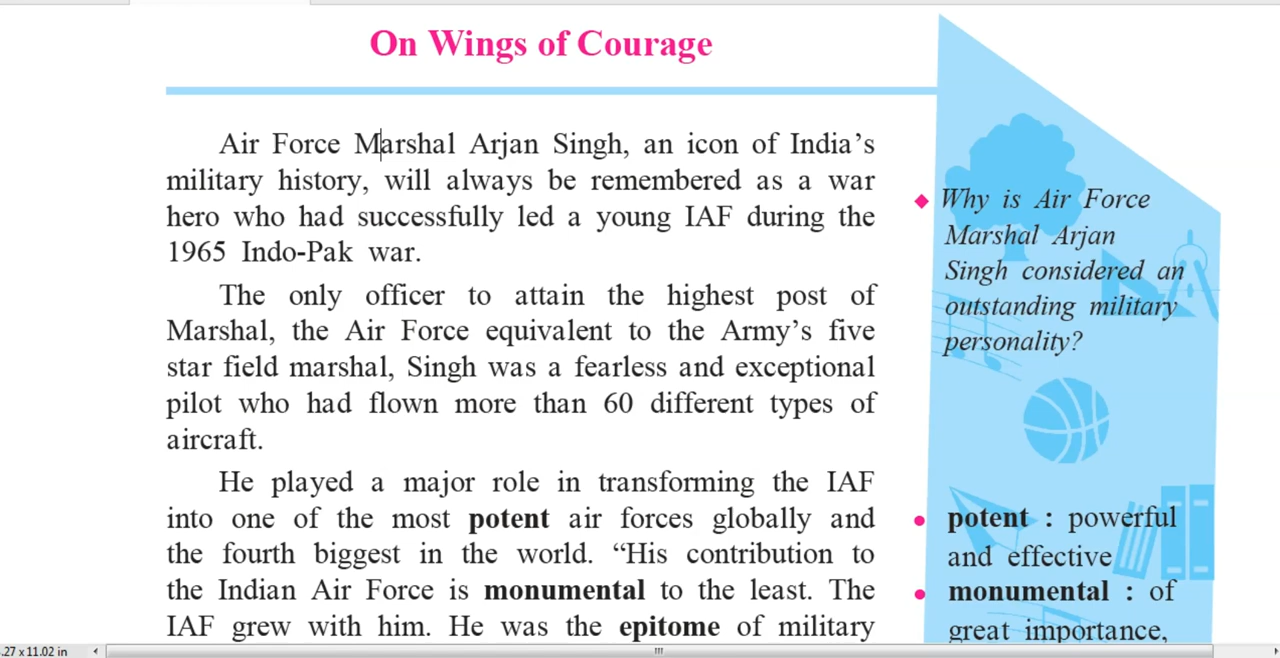 On Wings of Courage
Air Force Marshal Arjan Singh, an icon of India’s
military history, will always be remembered as a war
hero who had successfully led a young IAF during the
1965 Indo-Pak war.
The only officer to attain the highest post of
Marshal, the Air Force equivalent to the Army’s five
star field marshal, Singh was a fearless and exceptional
pilot who had flown more than 60 different types of
aircraft.
He played a major role in transforming the IAF
into one of the most potent air forces globally and
the fourth biggest in the world. “His contribution to
the Indian Air Force is monumental to the least. The
IAF grew with him. He was the epitome of military
Why is Air Force
Marshal Arjan
Singh considered an
outstanding military
personality?
potent : powerful
and effective
monumental : of
great importance,
.27 x 11.02 in